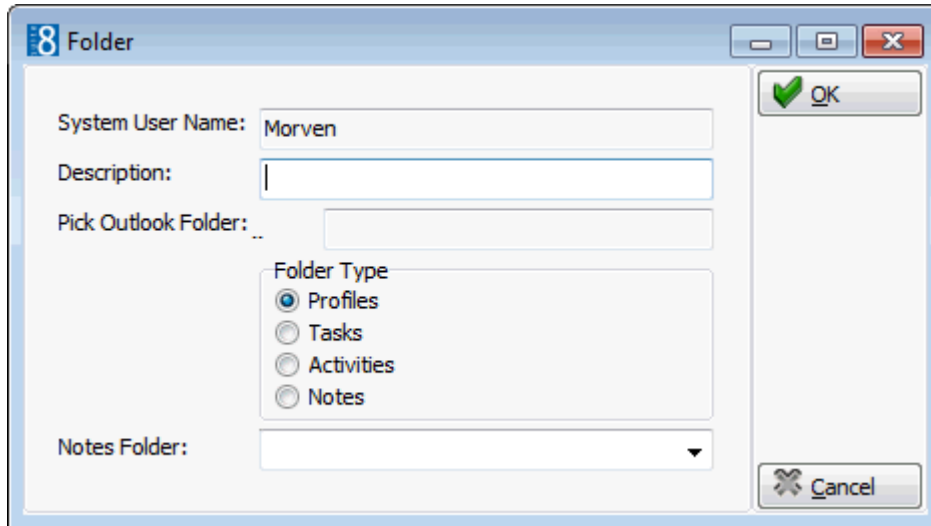 8 Folder
OK
System User Name: Morven
Description:
Pick Outlook Folder: ..
Folder Type
Profiles
Tasks
Activities
Notes
Notes Folder:
Cancel